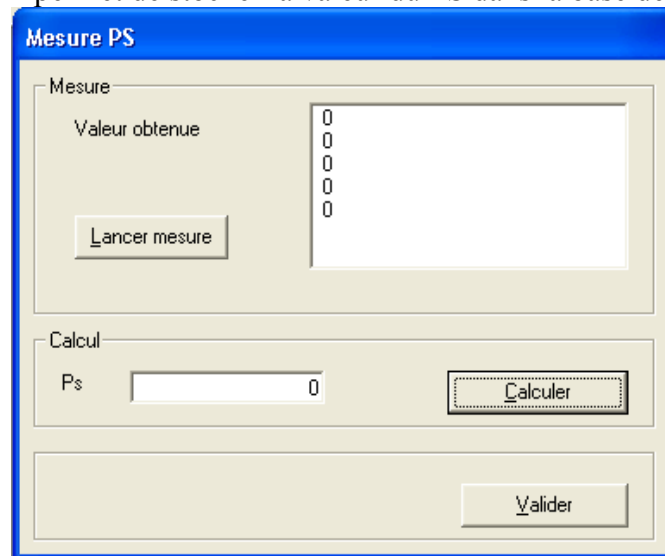 Mesure PS
Mesure
Valeur obtenue
0
0
0
0
0
Lancer mesure
Calcul
Ps
0
Calculer
Valider